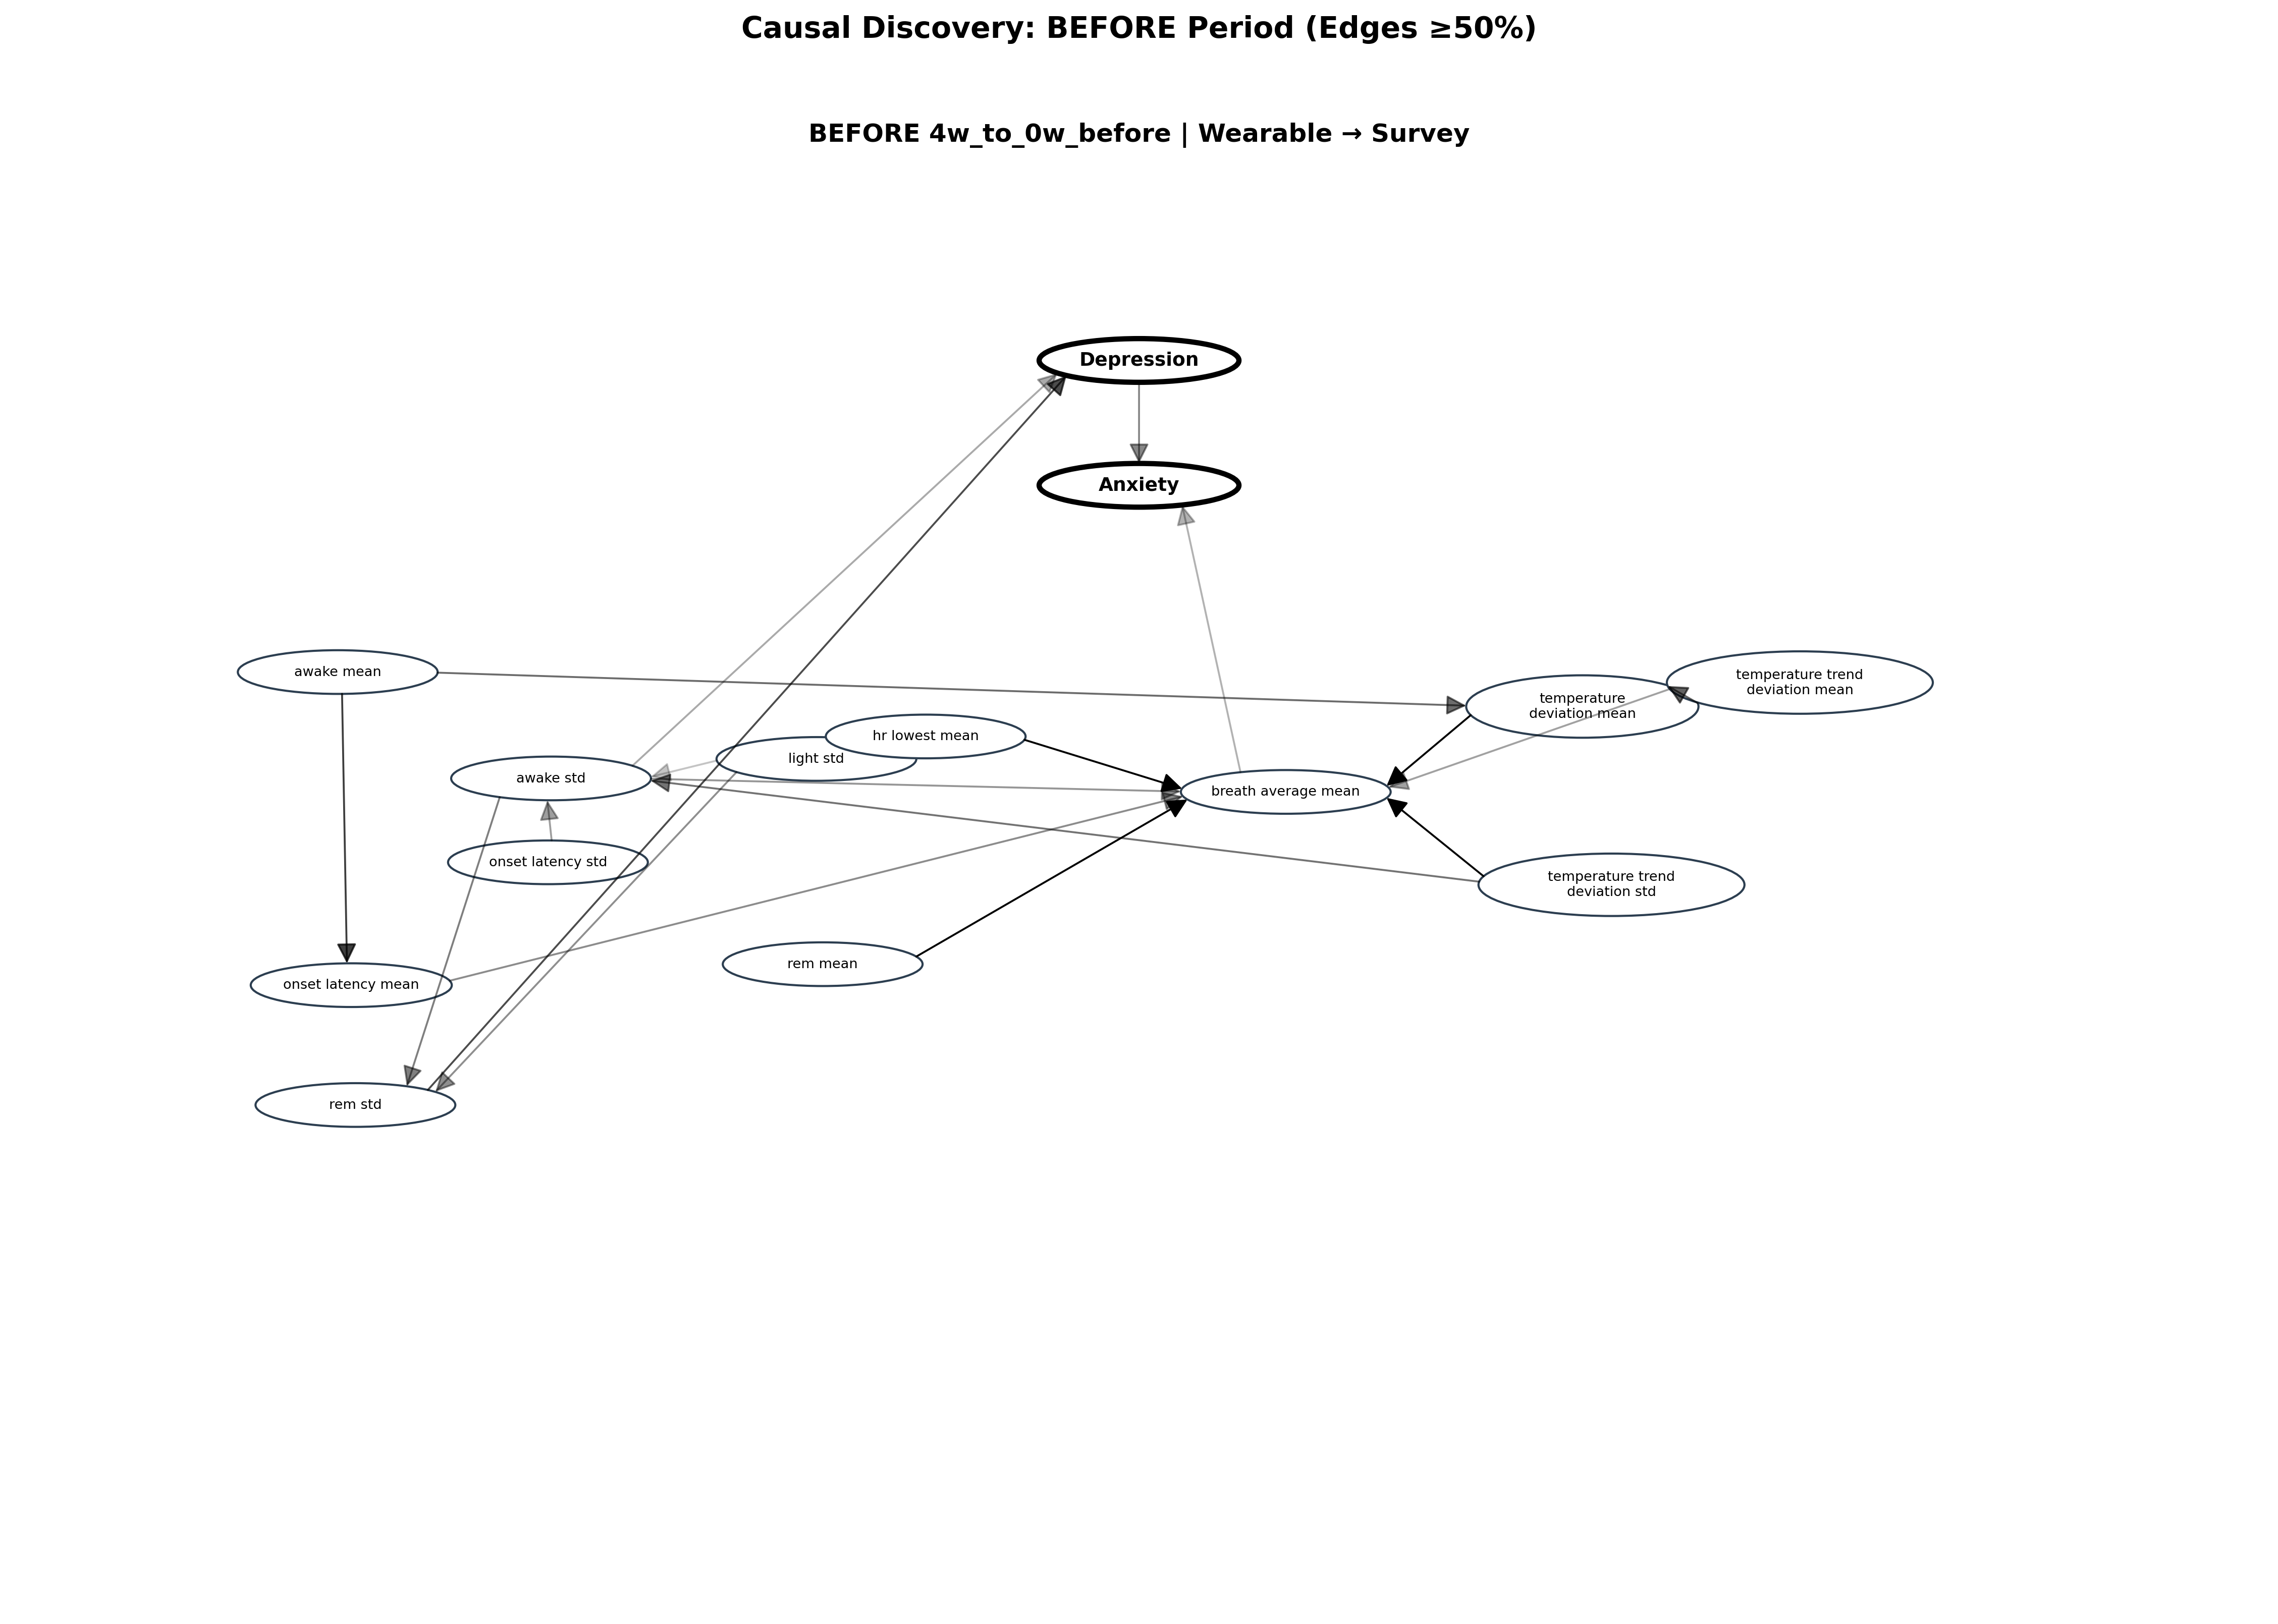 Causal Discovery: BEFORE Period (Edges ≥50%)
BEFORE 4w_to_0w_before | Wearable → Survey
Depression
Anxiety
awake mean
temperature trend
deviation mean
temperature
deviation mean
hr lowest mean
light std
awake std
breath average mean
onset latency std
temperature trend
deviation std
rem mean
onset latency mean
rem std